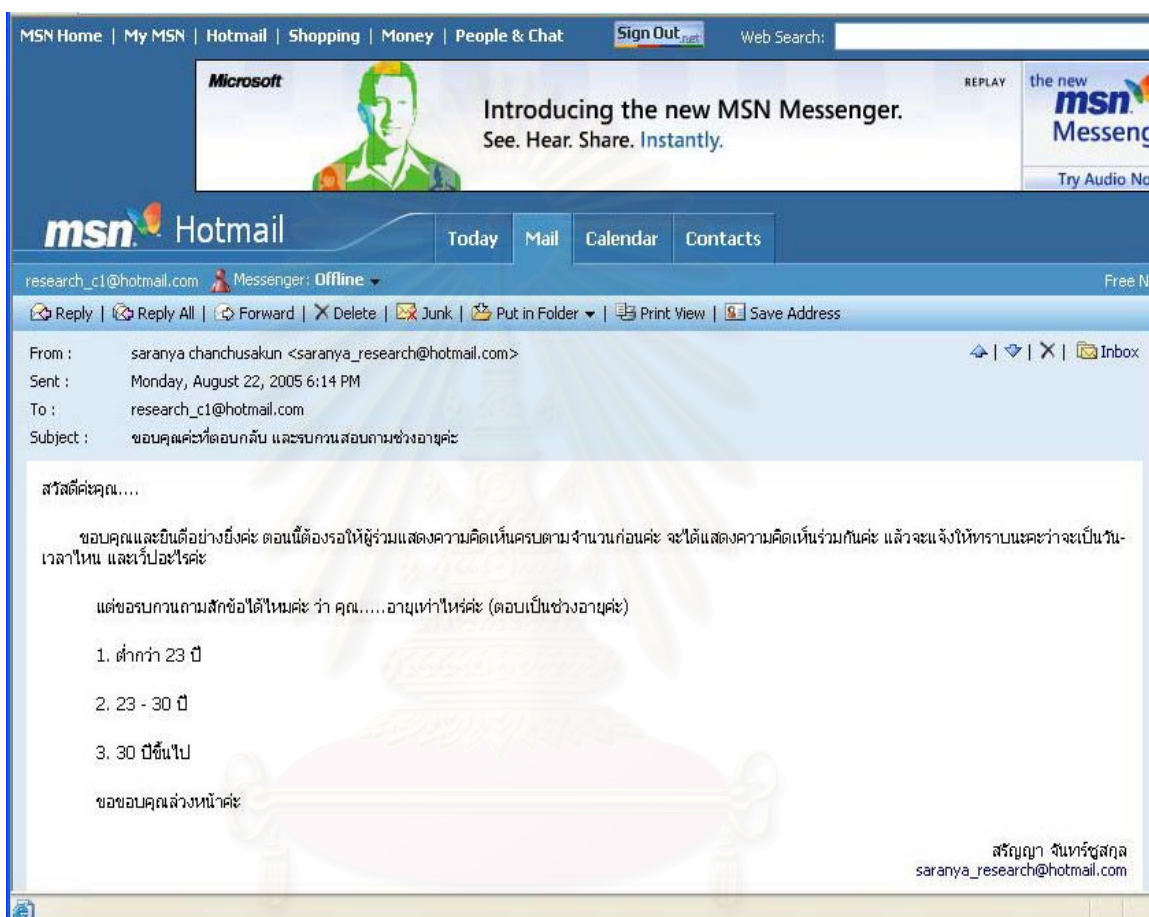 MSN Home | My MSN | Hotmail | Shopping | Money | People & Chat Sign Out.net Web Search:
Microsoft
Introducing the new MSN Messenger.
See. Hear. Share. Instantly.
REPLAY
the new
msn
Messeng
Try Audio No
msn Hotmail
Today Mail Calendar Contacts
research_c1@hotmail.com Messenger: Offline Free N
Reply | Reply All | Forward | Delete | Junk | Put in Folder | Print View | Save Address
From : saranya chanchusakun <saranya_research@hotmail.com> | | X | Inbox
Sent : Monday, August 22, 2005 6:14 PM
To : research_c1@hotmail.com
Subject : ขอบคุณค่ะที่ตอบกลับ และรบกวนสอบถามช่วงอายุค่ะ
สวัสดีค่ะคุณ....
ขอบคุณและยินดีอย่างยิ่งค่ะ ตอนนี้ต้องรอให้ผู้ร่วมแสดงความคิดเห็นครบตามจำนวนก่อนค่ะ จะได้แสดงความคิดเห็นร่วมกันค่ะ แล้วจะแจ้งให้ทราบนะคะว่าจะเป็นวัน-
เวลาไหน และเว็ปอะไรค่ะ
แต่ขอรบกวนถามสักข้อได้ไหมค่ะ ว่า คุณ.....อายุเท่าไหร่ค่ะ (ตอบเป็นช่วงอายุค่ะ)
1. ต่ำกว่า 23 ปี
2. 23 - 30 ปี
3. 30 ปีขึ้นไป
ขอขอบคุณล่วงหน้าค่ะ
สรัญญา จันทร์ชูสกุล
saranya_research@hotmail.com